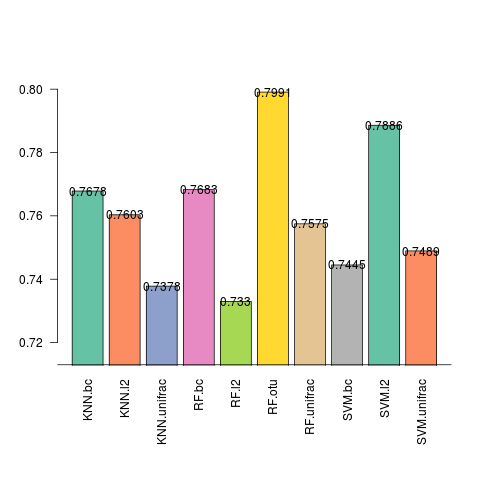 0.80
0.78
0.76
0.74
0.72
0.7678
0.7603
0.7378
0.7683
0.733
0.7991
0.7575
0.7445
0.7886
0.7489
KNN.bc
KNN.l2
KNN.unifrac
RF.bc
RF.l2
RF.otu
RF.unifrac
SVM.bc
SVM.l2
SVM.unifrac